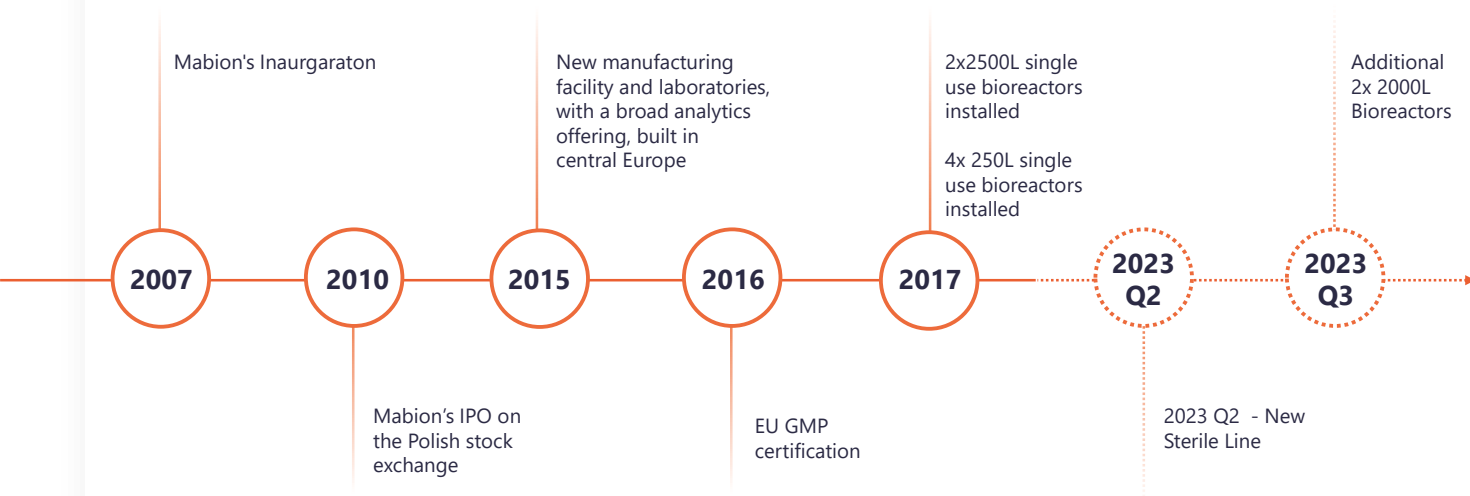 Mabion's Inaurgaraton
New manufacturing
facility and laboratories,
with a broad analytics
offering, built in
central Europe
2x2500L single
use bioreactors
installed
4x 250L single
use bioreactors
installed
Additional
2x 2000L
Bioreactors
2007
2010
2015
2016
2017
2023
Q2
2023
Q3
Mabion’s IPO on
the Polish stock
exchange
EU GMP
certification
2023 Q2  - New
Sterile Line